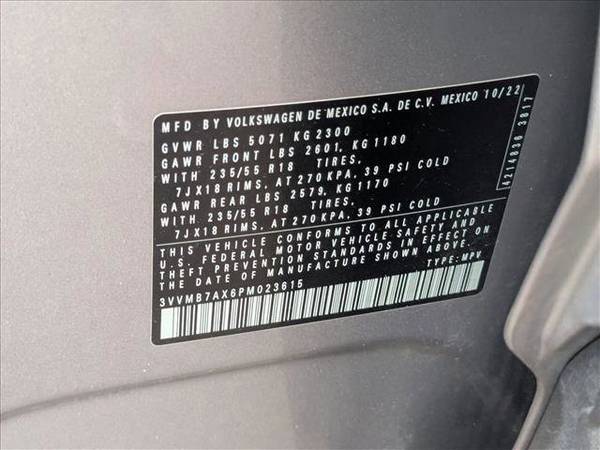 MFD BY VOLKSWAGEN DE MEXICO S.A. DE C.V. MEXICO 10/22
GVWR LBS 5071 KG 2300
GAWR FRONT LBS 2601, KG 1180
WITH 235/55 R18 TIRES.
7JX18 RIMS, AT 270 KPA, 39 PSI COLD
GAWR REAR LBS 2579, KG 1170
WITH 235/55 R18 TIRES.
7JX18 RIMS, AT 270 KPA, 39 PSI COLD
THIS VEHICLE CONFORMS TO ALL APPLICABLE
U.S. FEDERAL MOTOR VEHICLE SAFETY AND
THEFT PREVENTION STANDARDS IN EFFECT ON
THE DATE OF MANUFACTURE SHOWN ABOVE.
3VVMB7AX6PM023615 TYPE: MPV
42114030 3817